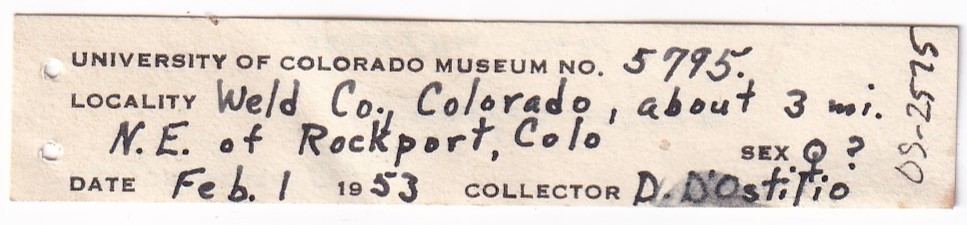 UNIVERSITY OF COLORADO MUSEUM NO. 5795.
LOCALITY Weld Co., Colorado, about 3 mi.
N.E. of Rockport, Colo
SEX ♀ ?
DATE Feb. 1 1953 COLLECTOR D. D'Ostilio
OS-2575